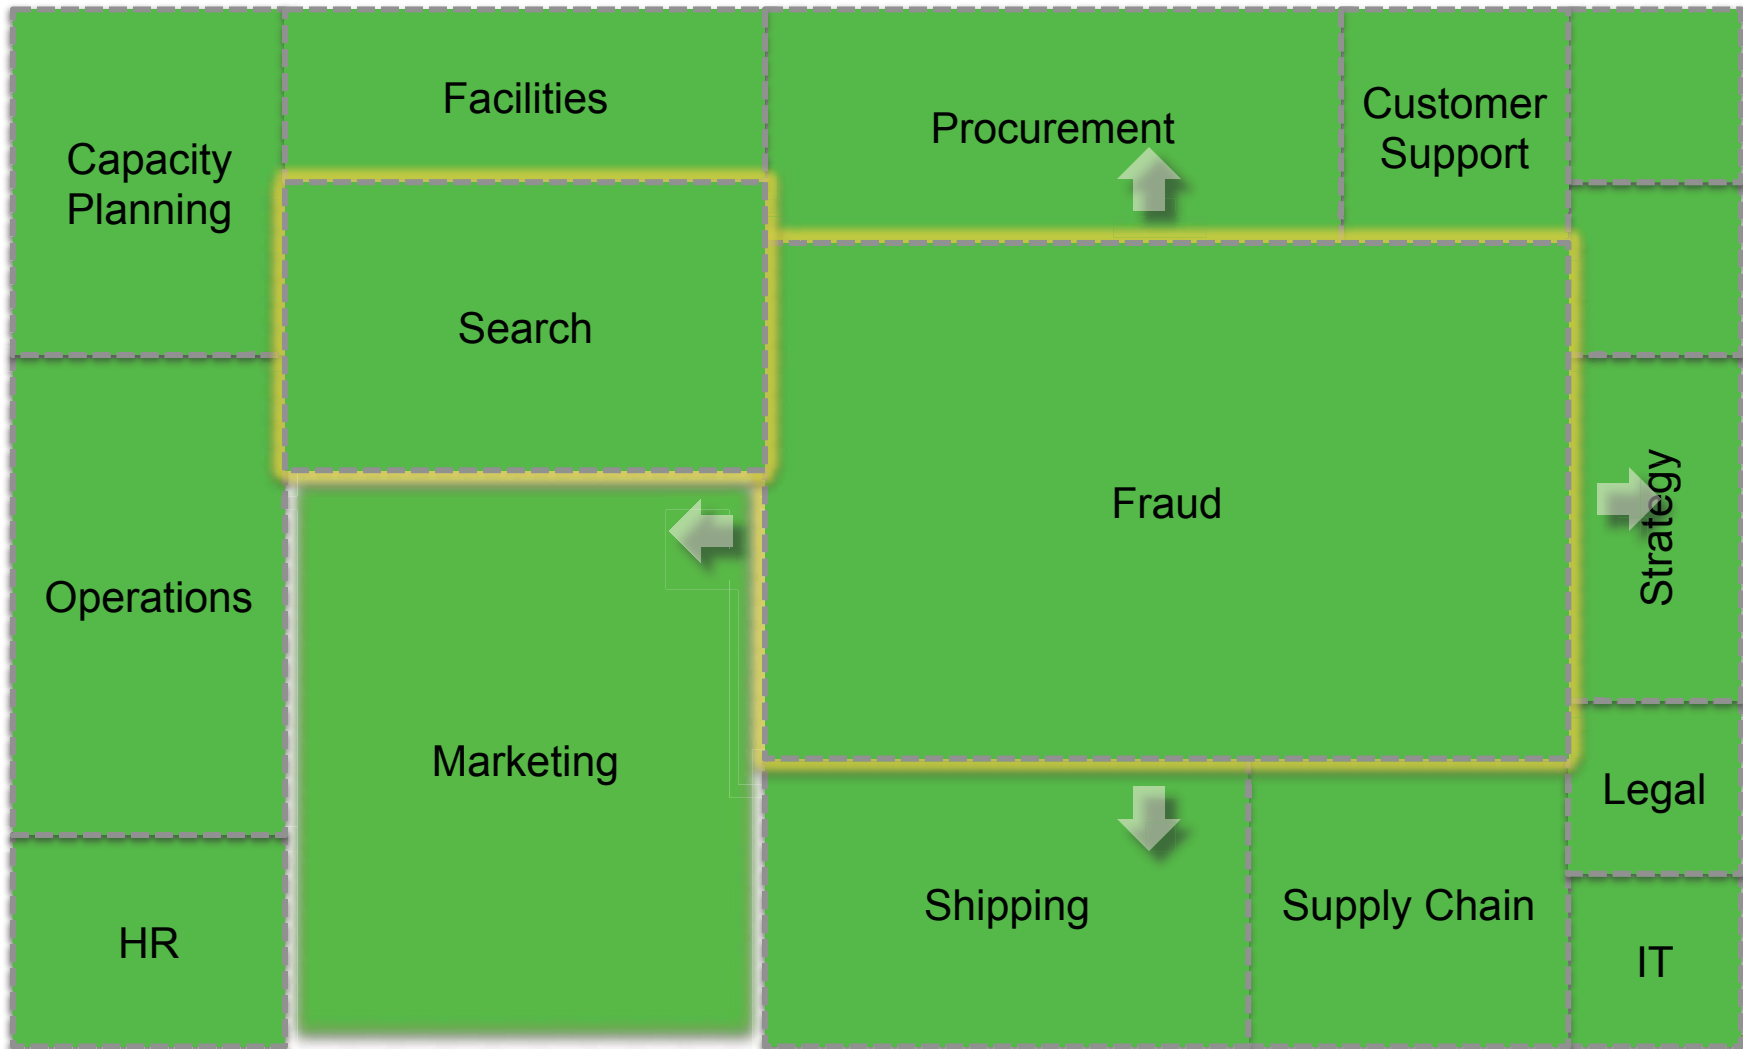 Facilities
Procurement
Customer
Support
Capacity
Planning
Search
Fraud
Strategy
Operations
Marketing
Legal
Shipping
Supply Chain
HR
IT